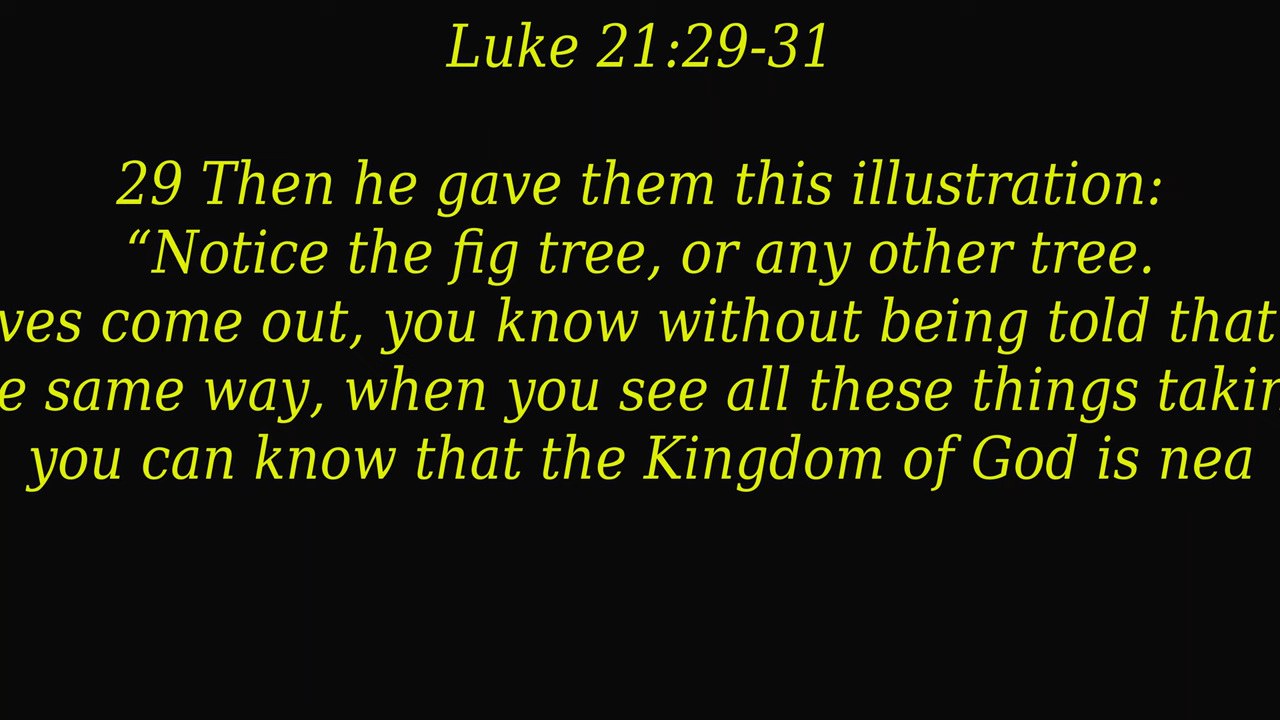 Luke 21:29-31
29 Then he gave them this illustration:
“Notice the fig tree, or any other tree.
ves come out, you know without being told that
e same way, when you see all these things takin
you can know that the Kingdom of God is nea